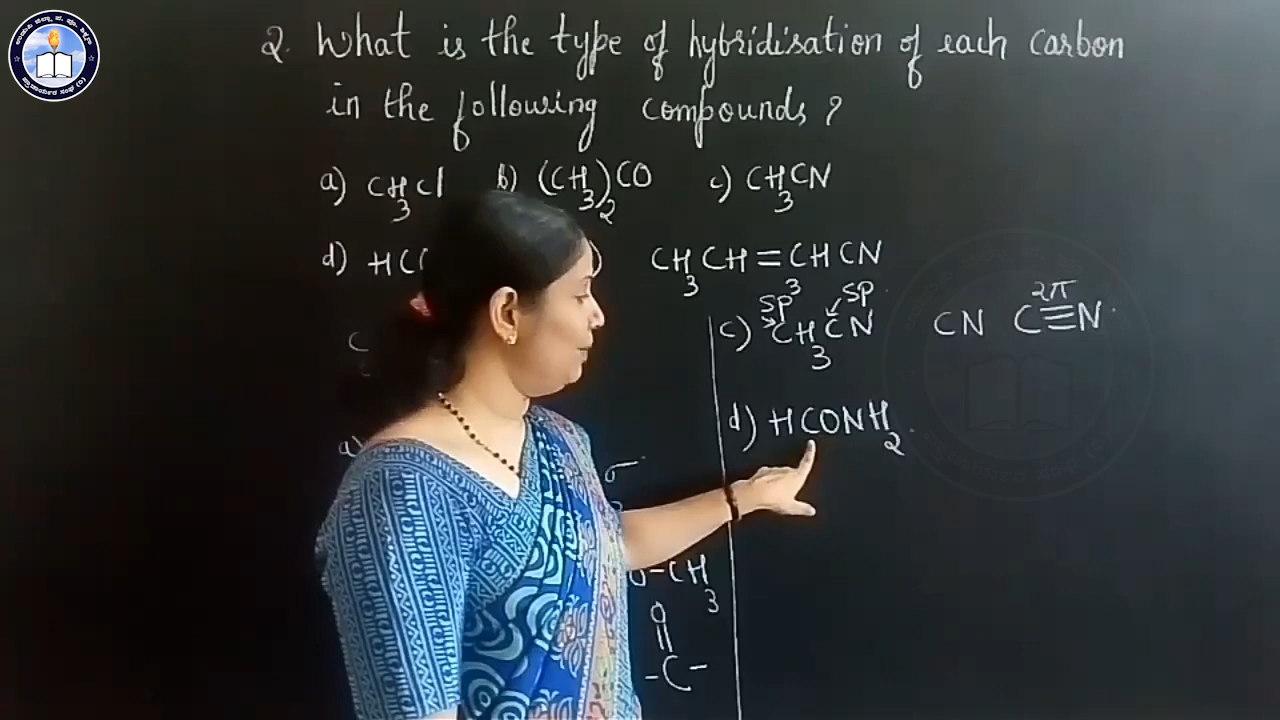 2. What is the type of hybridisation of each carbon
in the following compounds?
a) CH3Cl b) (CH3)2CO c) CH3CN
d) HC
CH3CH=CHCN
3
sp3 sp
c) CH3CN CN C≡N 2π
d) HCONH2.
a)
σ
-CH3
O
||
-C-